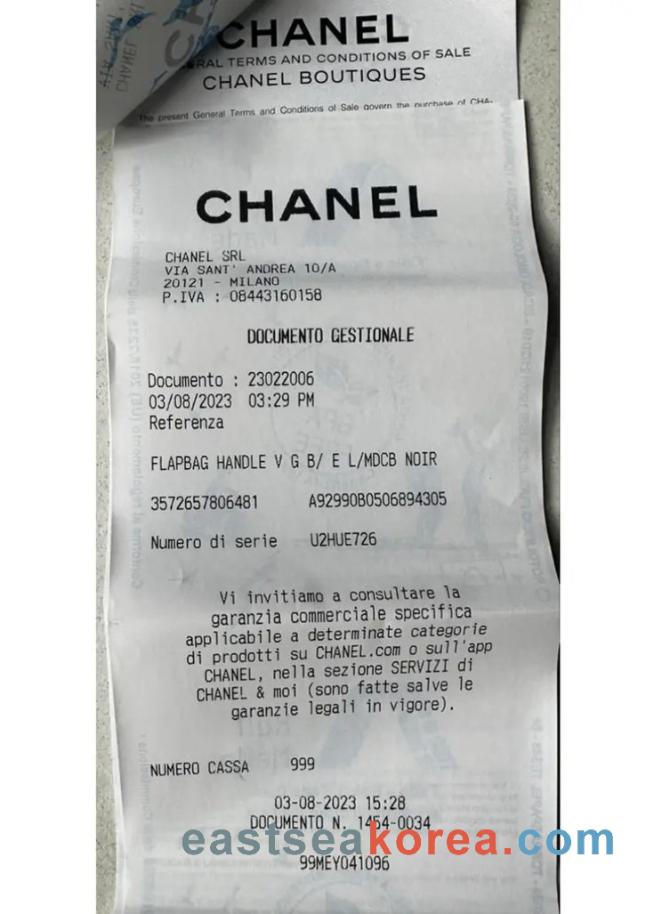 CHANEL
RAL TERMS AND CONDITIONS OF SALE
CHANEL BOUTIQUES
The present General Terms and Conditions of Sale govern the purchase of CHA-
CHANEL
CHANEL SRL
VIA SANT' ANDREA 10/A
20121 - MILANO
P.IVA : 08443160158
DOCUMENTO GESTIONALE
Documento : 23022006
03/08/2023 03:29 PM
Referenza
FLAPBAG HANDLE V G B/ E L/MDCB NOIR
3572657806481 A92990B0506894305
Numero di serie U2HUE726
Vi invitiamo a consultare la
garanzia commerciale specifica
applicabile a determinate categorie
di prodotti su CHANEL.com o sull'app
CHANEL, nella sezione SERVIZI di
CHANEL & moi (sono fatte salve le
garanzie legali in vigore).
NUMERO CASSA 999
03-08-2023 15:28
DOCUMENTO N. 1454-0034
eastseakorea.com
99MEY041096